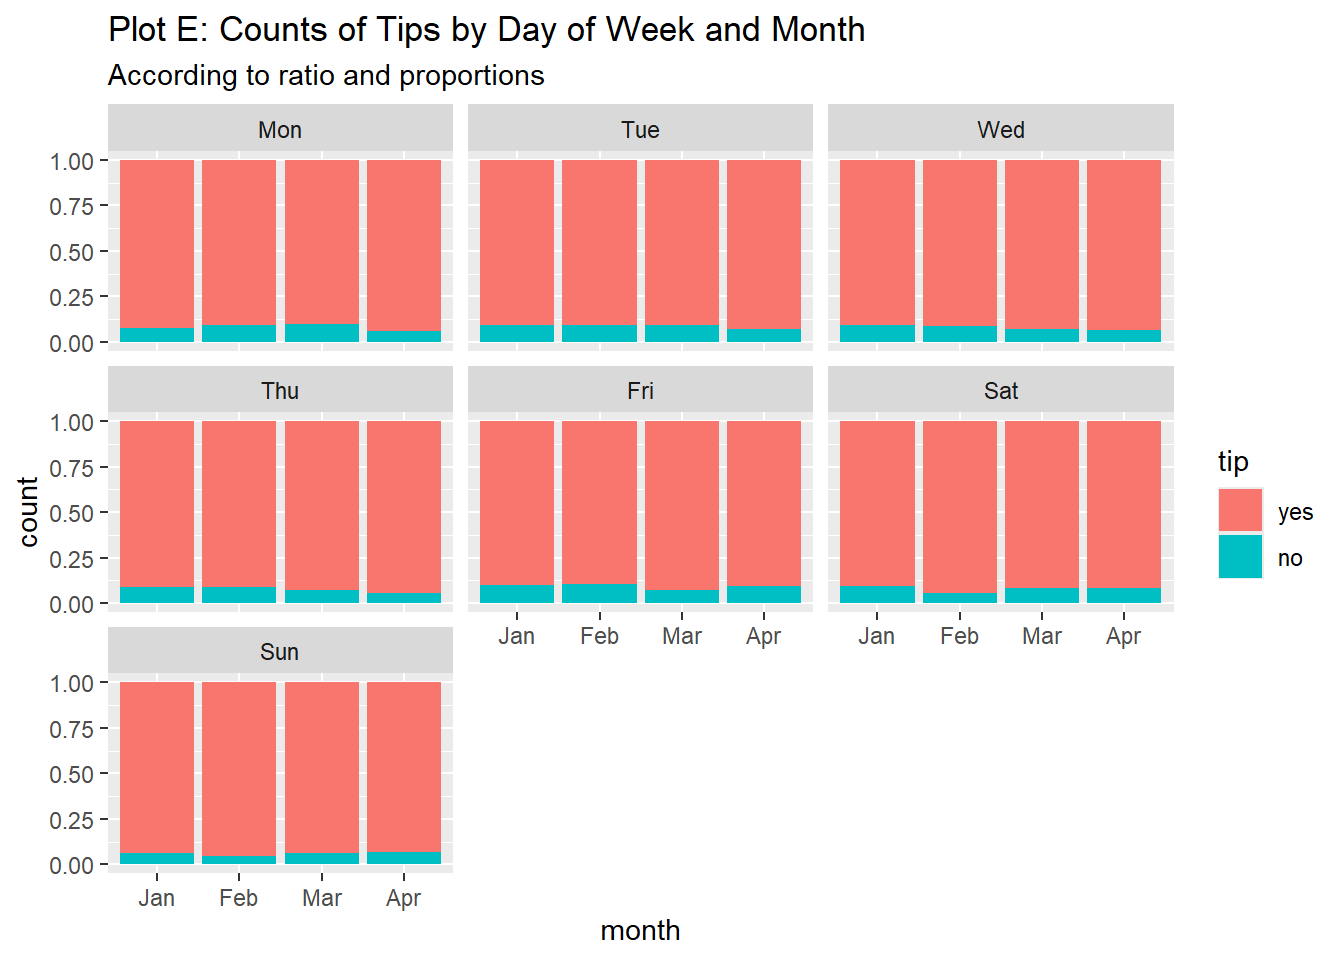 Plot E: Counts of Tips by Day of Week and Month
According to ratio and proportions
Mon Tue Wed
1.00
0.75
0.50
0.25
0.00
Thu Fri Sat
1.00
0.75
0.50
0.25
0.00
Jan Feb Mar Apr Jan Feb Mar Apr
Sun
1.00
0.75
0.50
0.25
0.00
Jan Feb Mar Apr
month
count
tip
yes
no